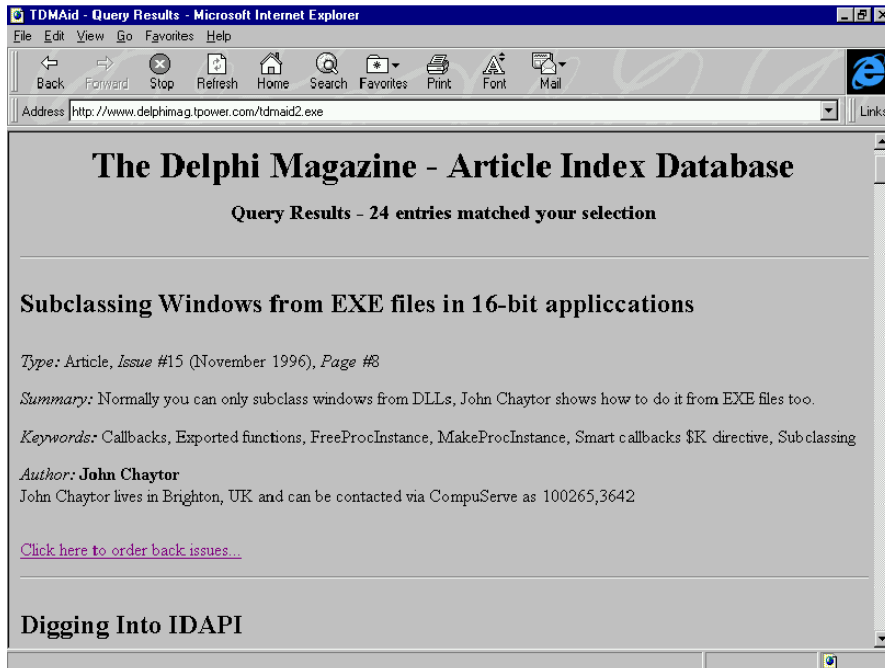 TDMAid - Query Results - Microsoft Internet Explorer
File Edit View Go Favorites Help
Back Forward Stop Refresh Home Search Favorites Print Font Mail
Address http://www.delphimag.tpower.com/tdmaid2.exe Links
The Delphi Magazine - Article Index Database
Query Results - 24 entries matched your selection
Subclassing Windows from EXE files in 16-bit appliccations
Type: Article, Issue #15 (November 1996), Page #8
Summary: Normally you can only subclass windows from DLLs, John Chaytor shows how to do it from EXE files too.
Keywords: Callbacks, Exported functions, FreeProcInstance, MakeProcInstance, Smart callbacks $K directive, Subclassing
Author: John Chaytor
John Chaytor lives in Brighton, UK and can be contacted via CompuServe as 100265,3642
Click here to order back issues...
Digging Into IDAPI